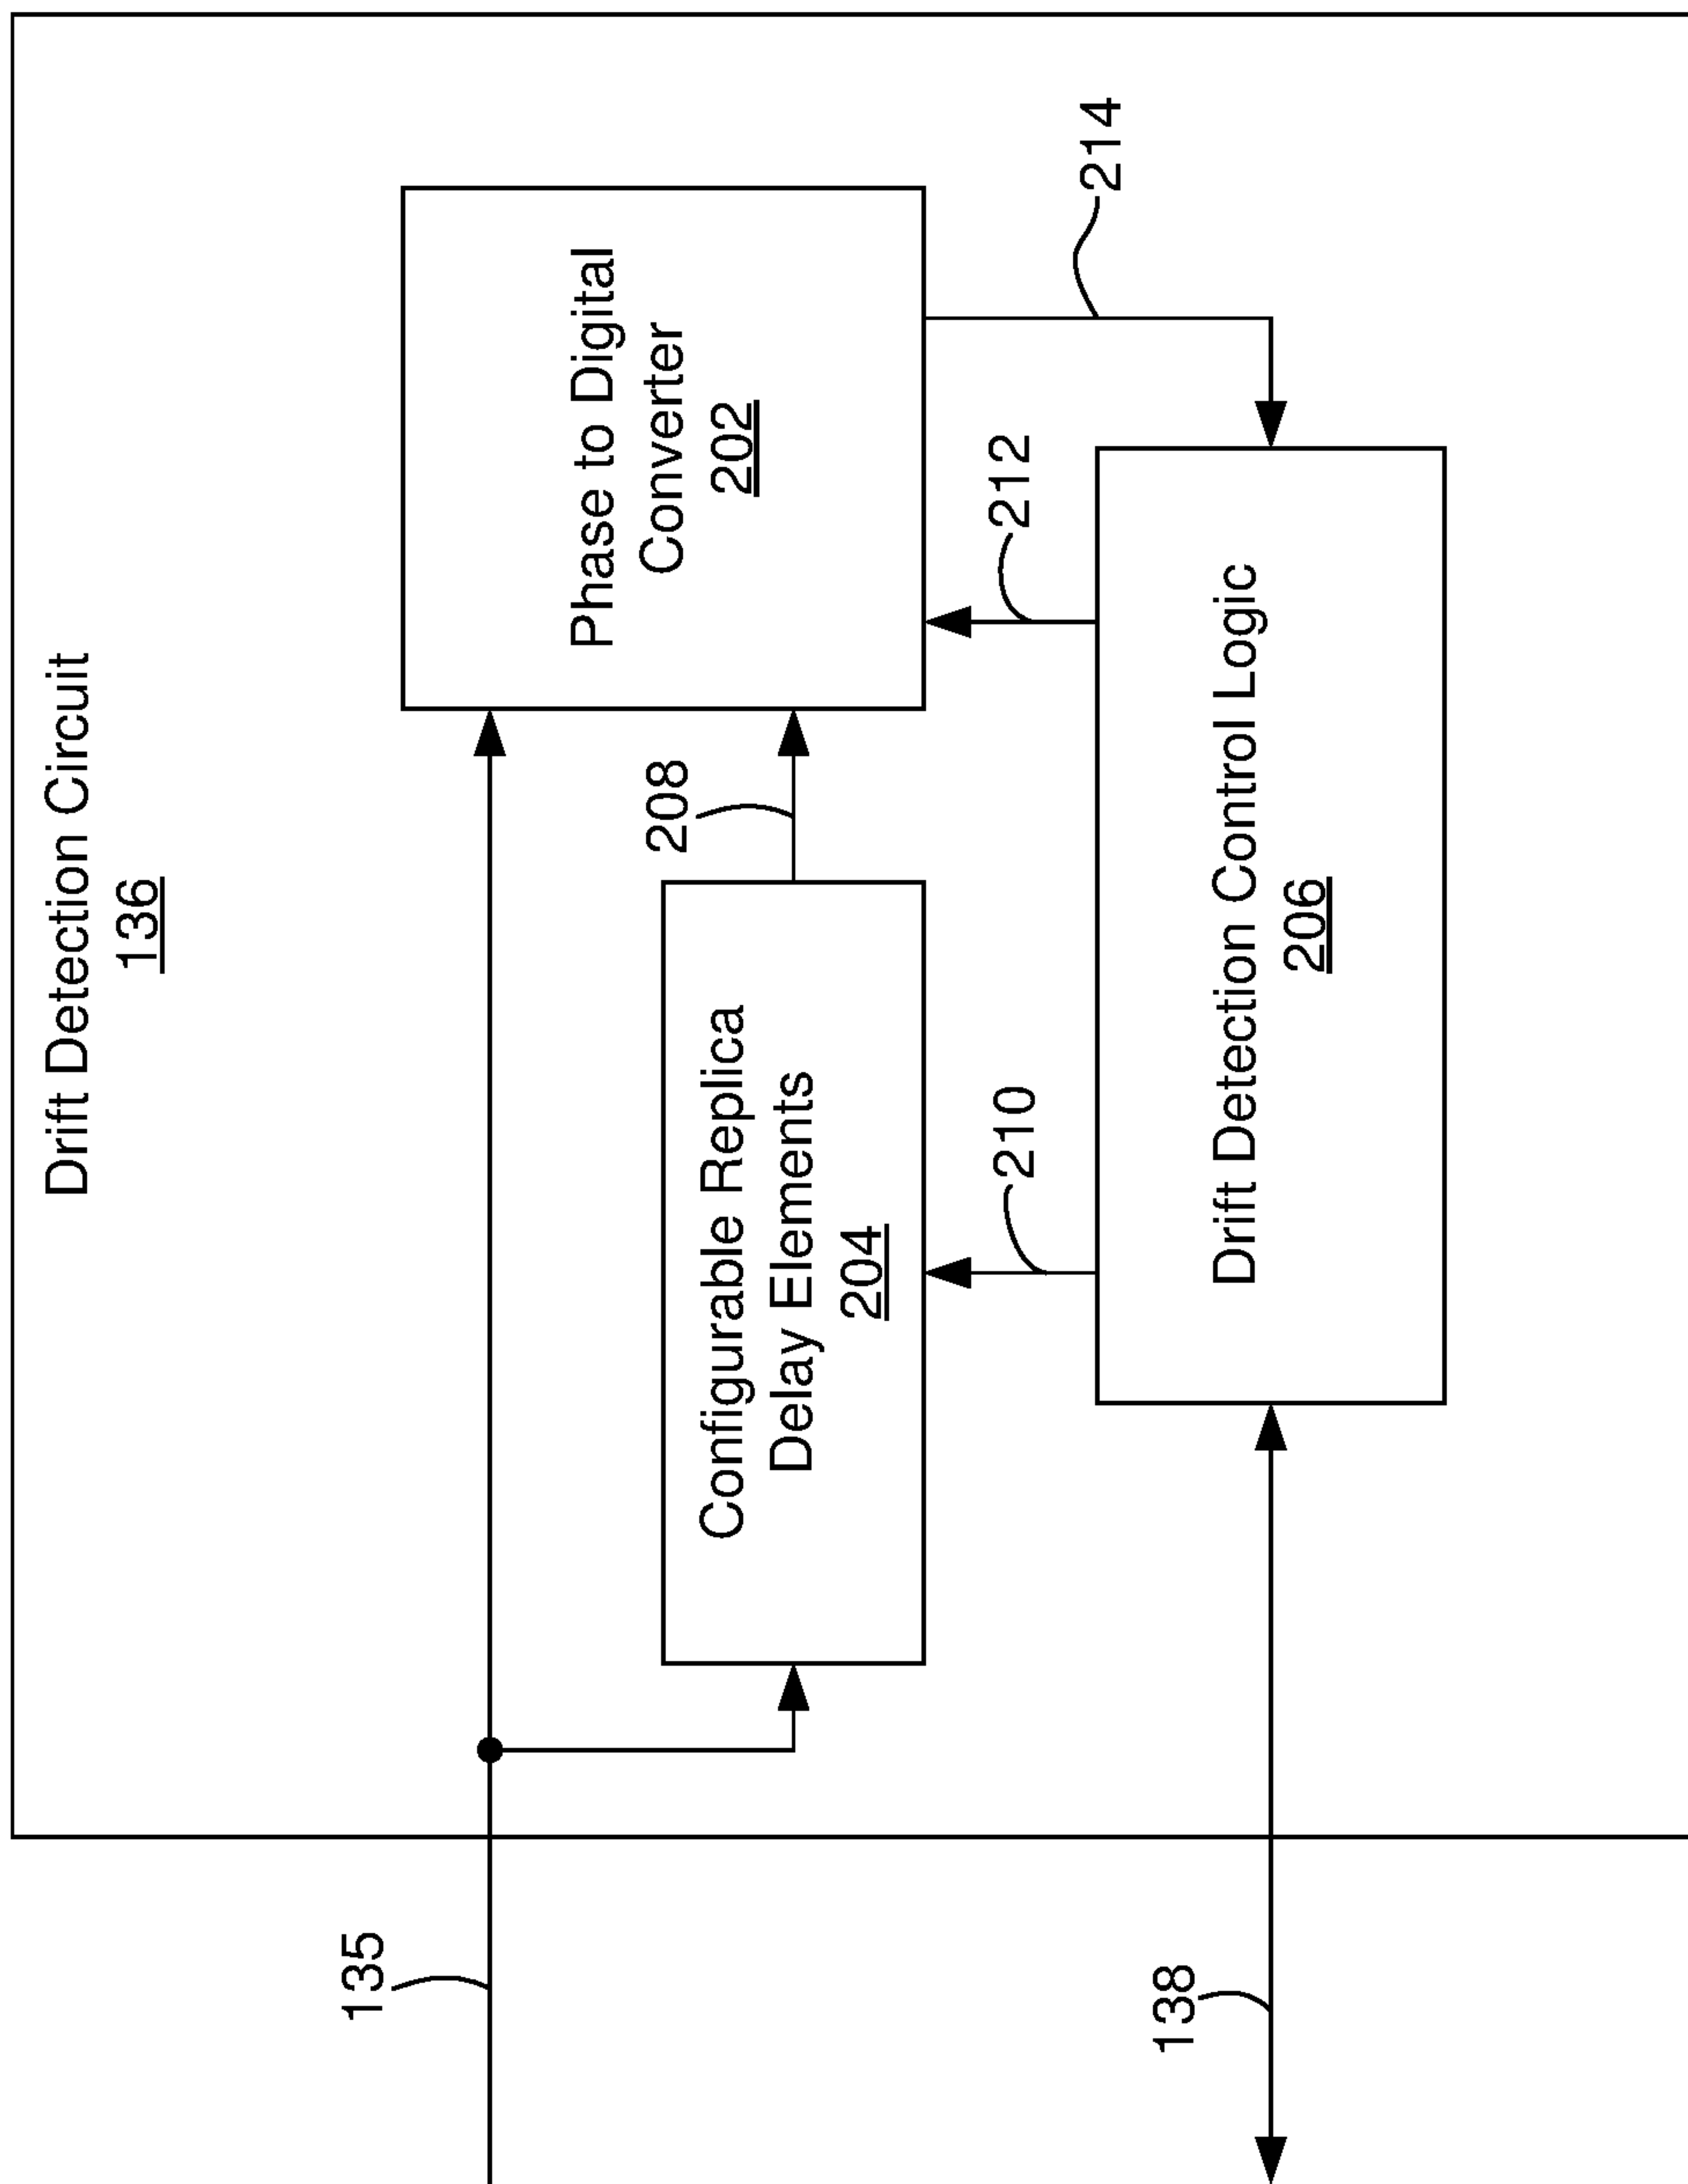 Drift Detection Circuit
136
135
Phase to Digital
Converter
202
208
Configurable Replica
Delay Elements
204
210
212
214
Drift Detection Control Logic
206
138